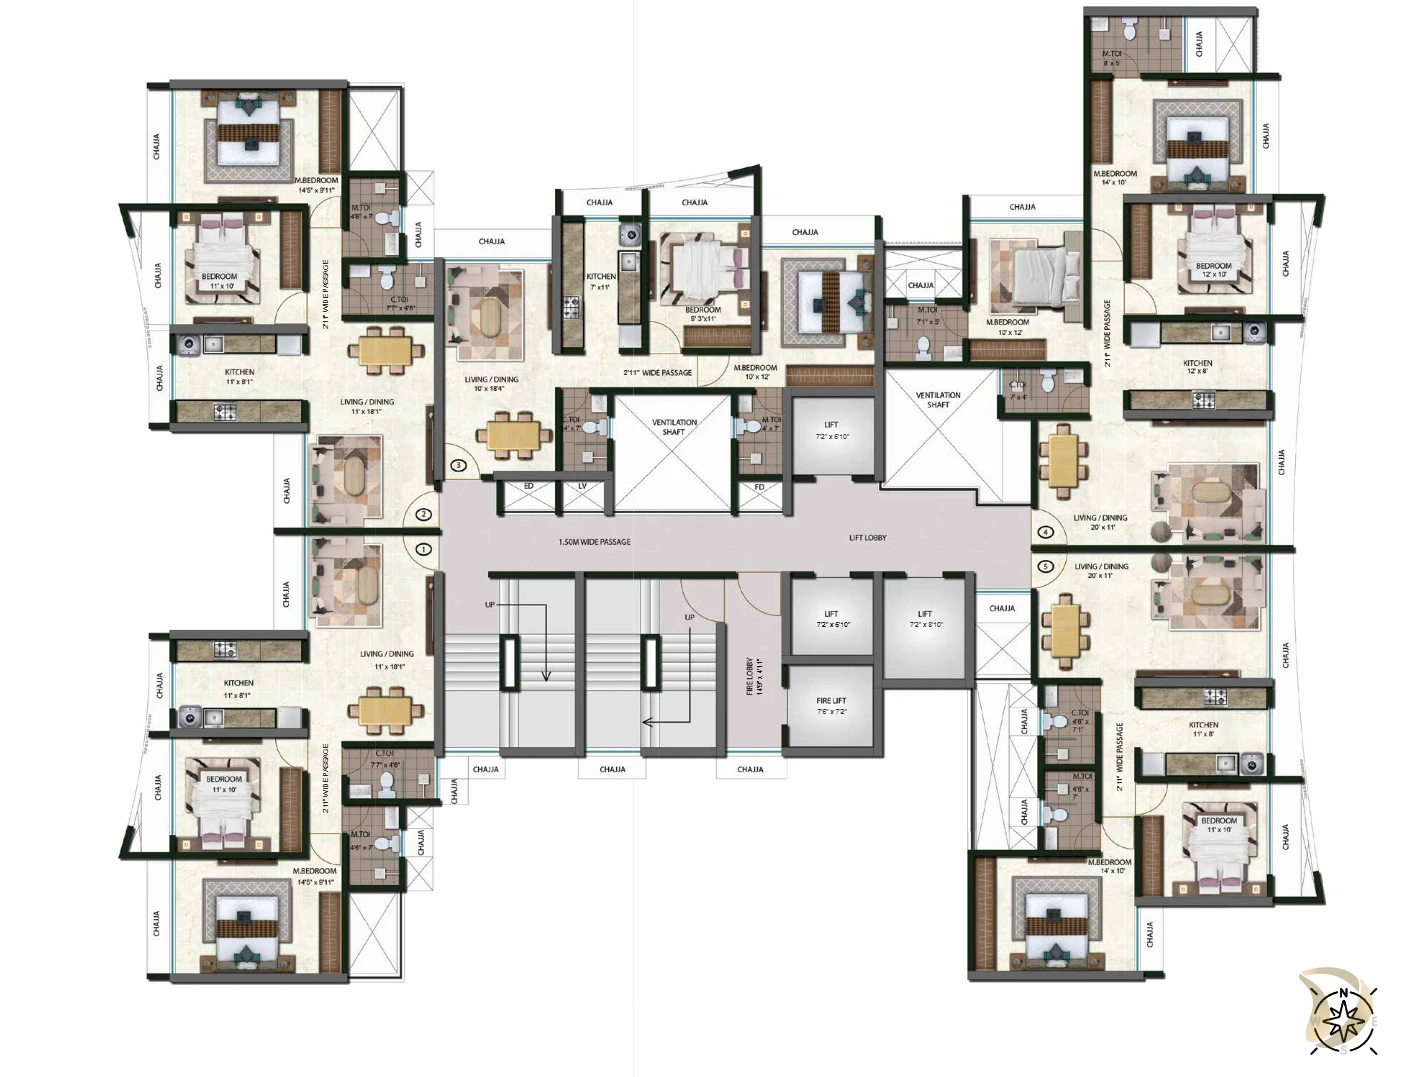 M.TOI
8' x 5'
CHAJJA
CHAJJA
M.BEDROOM
14' x 10'
CHAJJA
M.BEDROOM
14'5" x 9'11"
M.TOI
4'6" x 7'
CHAJJA
CHAJJA
BEDROOM
11' x 10'
2'11" WIDE PASSAGE
C.TOI
7'7" x 4'6"
CHAJJA
KITCHEN
11' x 8'1"
LIVING / DINING
11' x 18'1"
CHAJJA
2
CHAJJA
CHAJJA
CHAJJA
CHAJJA
KITCHEN
7' x11'
BEDROOM
9' 3"x11'
LIVING / DINING
10' x 18'4"
2'11" WIDE PASSAGE
M.BEDROOM
10' x 12'
C.TOI
4' x 7'
VENTILATION
SHAFT
M.TOI
4' x 7'
3
ED
LV
FD
LIFT
7'2" x 6'10"
CHAJJA
CHAJJA
M.TOI
7'1" x 5'
M.BEDROOM
10' x 12'
VENTILATION
SHAFT
7' x 4'
2'11" WIDE PASSAGE
BEDROOM
12' x 10'
CHAJJA
KITCHEN
12' x 8'
CHAJJA
LIVING / DINING
20' x 11'
4
1.50M WIDE PASSAGE
LIFT LOBBY
1
CHAJJA
LIVING / DINING
11' x 18'1"
CHAJJA
KITCHEN
11' x 8'1"
CHAJJA
BEDROOM
11' x 10'
2'11" WIDE PASSAGE
C.TOI
7'7" x 4'6"
CHAJJA
M.TOI
4'6" x 7'
CHAJJA
M.BEDROOM
14'5" x 9'11"
CHAJJA
UP
UP
CHAJJA
CHAJJA
CHAJJA
FIRE LOBBY
14'9" x 4'11"
LIFT
7'2" x 6'10"
LIFT
7'2" x 8'10"
FIRE LIFT
7'6" x 7'2"
5
LIVING / DINING
20' x 11'
CHAJJA
CHAJJA
CHAJJA
C.TOI
4'6" x
7'1"
2'11" WIDE PASSAGE
KITCHEN
11' x 8'
CHAJJA
M.TOI
4'6" x
7'
BEDROOM
11' x 10'
CHAJJA
M.BEDROOM
14' x 10'
CHAJJA
N
W
E
S